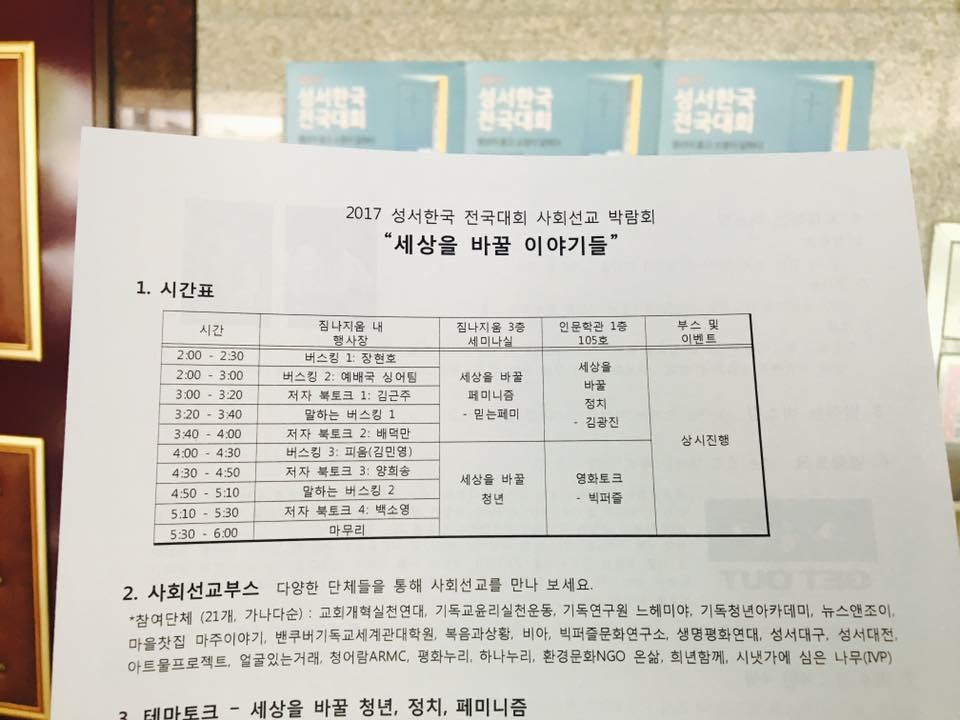 성서한국
전국대회
성서한국
전국대회
성서한국
전국대회
2017 성서한국 전국대회 사회선교 박람회
“세상을 바꿀 이야기들”
1. 시간표
시간 짐나지움 내 행사장 짐나지움 3층 세미나실 인문학관 1층 105호 부스 및 이벤트
2:00 - 2:30 버스킹 1: 장현호
2:00 - 3:00 버스킹 2: 예배국 싱어팀
3:00 - 3:20 저자 북토크 1: 김근주
3:20 - 3:40 말하는 버스킹 1
3:40 - 4:00 저자 북토크 2: 배덕만
세상을 바꿀
페미니즘
- 믿는페미
세상을
바꿀
정치
- 김광진
상시진행
4:00 - 4:30 버스킹 3: 피움(김민영)
4:30 - 4:50 저자 북토크 3: 양희송
4:50 - 5:10 말하는 버스킹 2
5:10 - 5:30 저자 북토크 4: 백소영
5:30 - 6:00 마무리
세상을 바꿀
청년
영화토크
- 빅퍼즐
2. 사회선교부스 다양한 단체들을 통해 사회선교를 만나 보세요.
*참여단체 (21개, 가나다순) : 교회개혁실천연대, 기독교윤리실천운동, 기독연구원 느헤미야, 기독청년아카데미, 뉴스앤조이,
마을찻집 마주이야기, 밴쿠버기독교세계관대학원, 복음과상황, 비아, 빅퍼즐문화연구소, 생명평화연대, 성서대구, 성서대전,
아트물프로젝트, 얼굴있는거래, 청어람ARMC, 평화누리, 하나누리, 환경문화NGO 온삶, 희년함께, 시냇가에 심은 나무(IVP)
3. 테마토크 - 세상을 바꿀 청년, 정치, 페미니즘